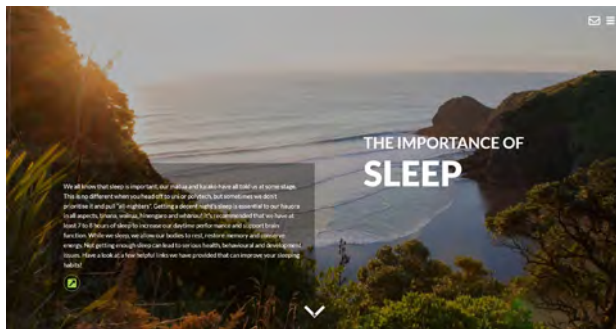 THE IMPORTANCE OF
SLEEP
We all know that sleep is important, our mātua and kaiako have all told us at some stage.
This is no different when you head off to uni or polytech, but sometimes we don't
prioritise it and pull "all-nighters". Getting a decent night's sleep is essential to our hauora
in all aspects, tinana, wairua, hinengaro and whānau! It's recommended that we have at
least 7 to 8 hours of sleep to increase our daytime performance and support brain
function. While we sleep, we allow our bodies to rest, restore memory and conserve
energy. Not getting enough sleep can lead to serious health, behavioural and development
issues. Have a look at a few helpful links we have provided that can improve your sleeping
habits!